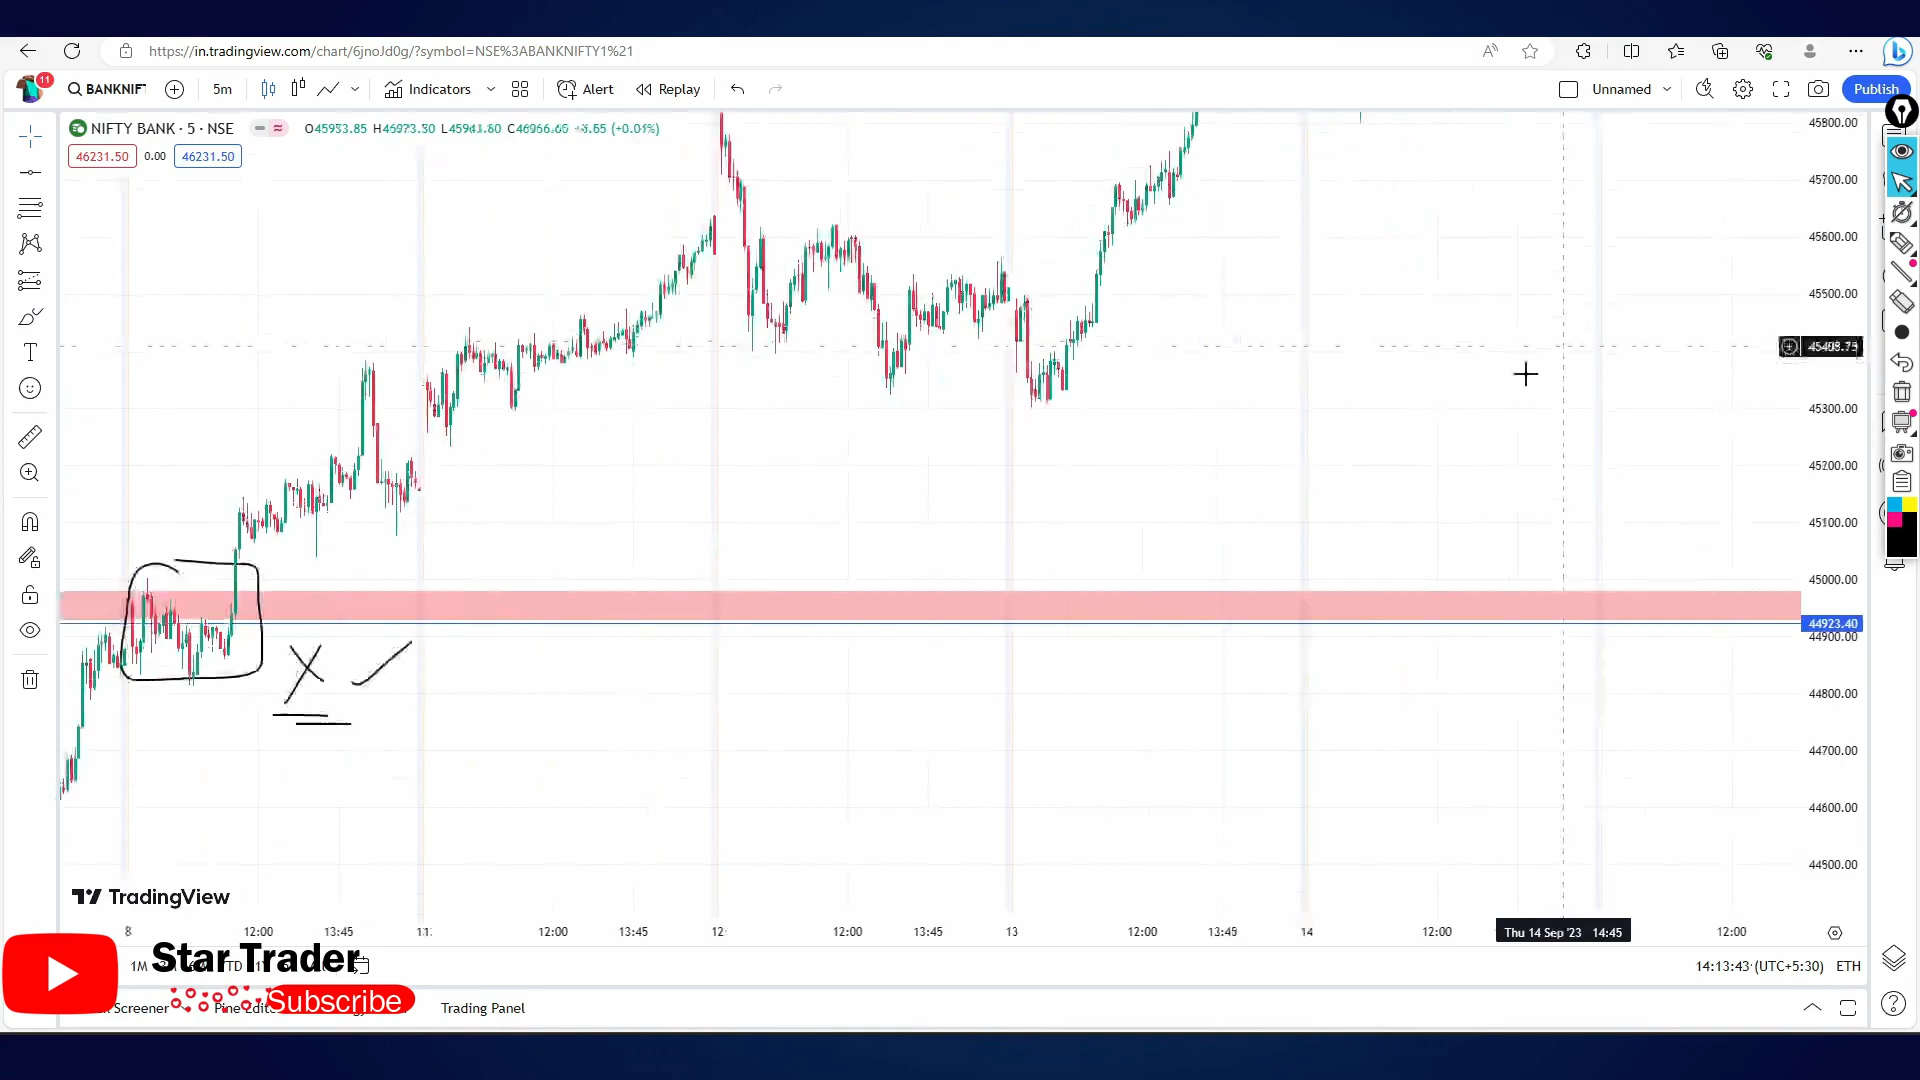 https://in.tradingview.com/chart/6jnoJd0g/?symbol=NSE%3ABANKNIFTY1%21
11
BANKNIFT
5m
Indicators
Alert
Replay
Unnamed
Publish
NIFTY BANK · 5 · NSE
46231.50
0.00
46231.50
45800.00
45700.00
45600.00
45500.00
45300.00
45200.00
45100.00
45000.00
44923.40
44900.00
44800.00
44700.00
44600.00
44500.00
TradingView
8
12:00
13:45
11
12:00
13:45
12
12:00
13:45
13
12:00
13:45
14
12:00
Thu 14 Sep '23 14:45
12:00
Star Trader
1M
14:13:43 (UTC+5:30)
ETH
Subscribe
Screener
Trading Panel